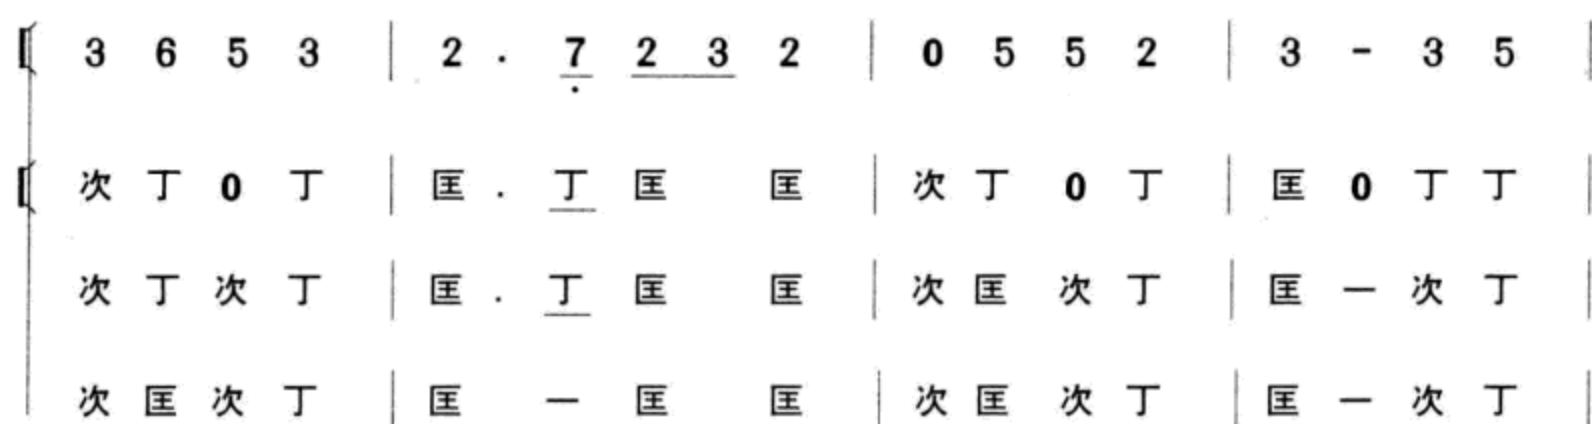 3 6 5 3 | 2 . 7̣ 2 3 2 | 0 5 5 2 | 3 - 3 5 |
次 丁 0 丁 | 匡 . 丁 匡 匡 | 次 丁 0 丁 | 匡 0 丁 丁 |
次 丁 次 丁 | 匡 . 丁 匡 匡 | 次 匡 次 丁 | 匡 — 次 丁 |
次 匡 次 丁 | 匡 — 匡 匡 | 次 匡 次 丁 | 匡 — 次 丁 |